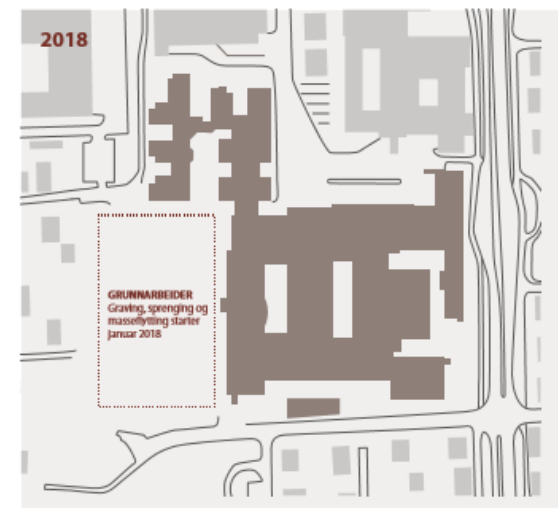 2018
GRUNNARBEIDER
Graving, sprenging og
masseflytting starter
januar 2018